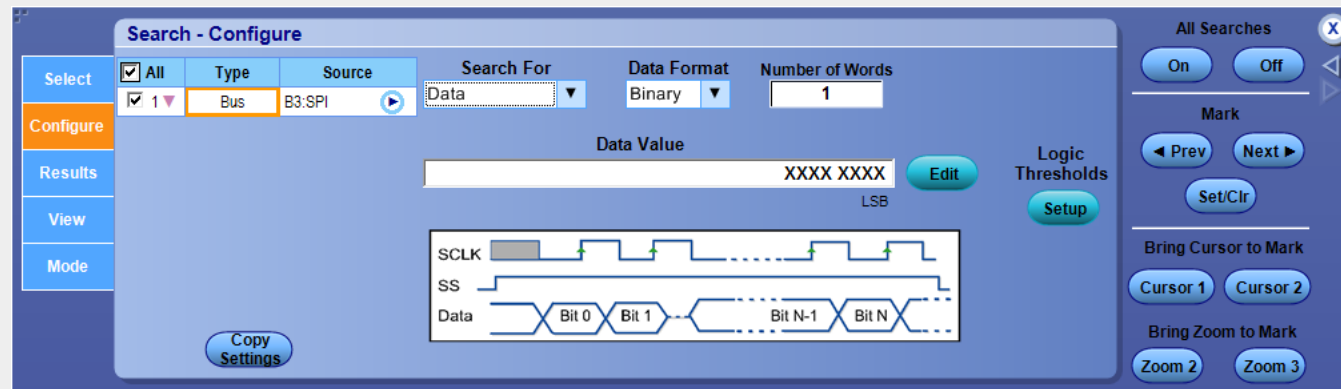 Search - Configure
Select
Configure
Results
View
Mode
All Type Source
1 Bus B3:SPI
Search For
Data
Data Format
Binary
Number of Words
1
Data Value
XXXX XXXX
LSB
Edit
Logic
Thresholds
Setup
SCLK
SS
Data Bit 0 Bit 1 Bit N-1 Bit N
Copy
Settings
All Searches
X
On Off
Mark
Prev Next
Set/Clr
Bring Cursor to Mark
Cursor 1 Cursor 2
Bring Zoom to Mark
Zoom 2 Zoom 3